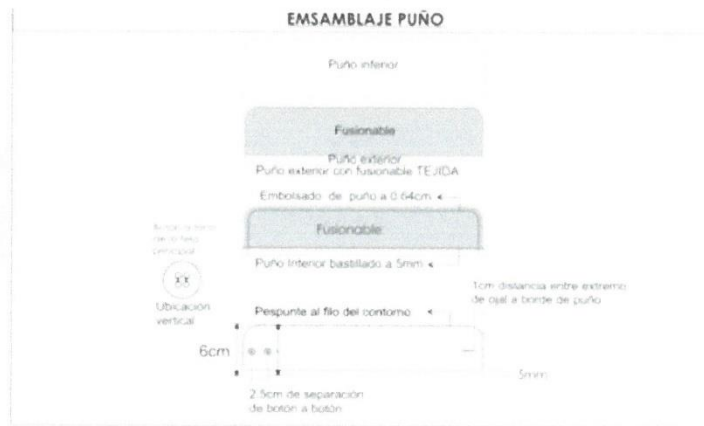 EMSAMBLAJE PUÑO
Puño inferior
Fusionable
Puño exterior
Puño exterior con fusionable TEJIDA
Embolsado de puño a 0.64cm
Fusionable
Puño Interior bastillado a 5mm
principal
Ubicación
vertical
1cm distancia entre extremo
de ojal a borde de puño
Pespunte al filo del contorno
6cm
5mm
2.5cm de separación
de botón a botón